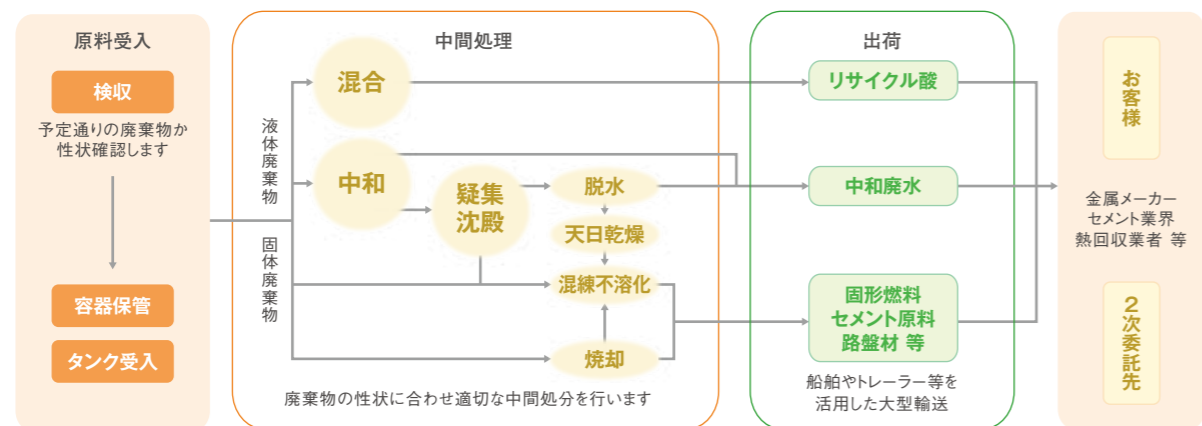 原料受入
検収
予定通りの廃棄物か
性状確認します
容器保管
タンク受入
中間処理
液体廃棄物
固体廃棄物
混合
中和
疑集
沈殿
脱水
天日乾燥
混練不溶化
焼却
廃棄物の性状に合わせ適切な中間処分を行います
出荷
リサイクル酸
中和廃水
固形燃料
セメント原料
路盤材 等
船舶やトレーラー等を
活用した大型輸送
お客様
金属メーカー
セメント業界
熱回収業者 等
2次委託先